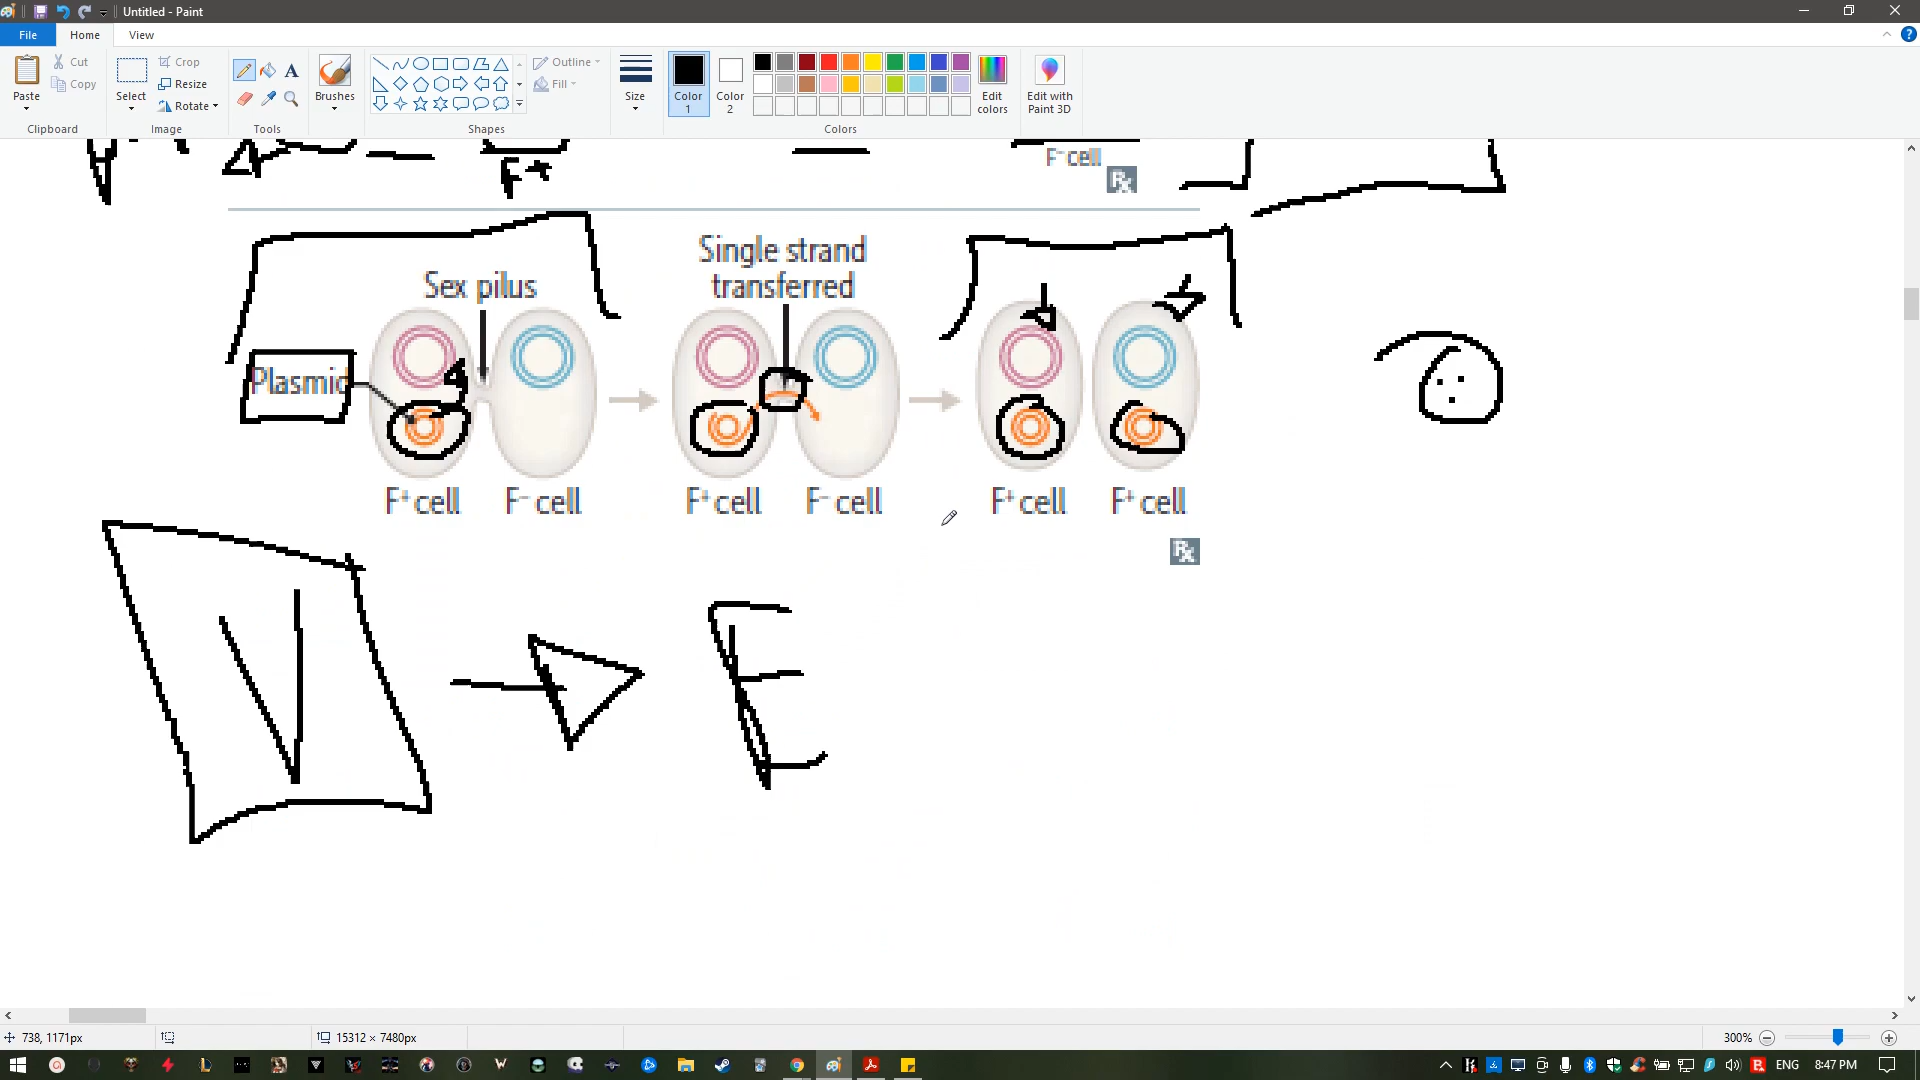 Untitled - Paint
File
Home
View
Paste
Cut
Copy
Clipboard
Select
Crop
Resize
Rotate
Image
Tools
Brushes
Shapes
Outline
Fill
Size
Color
1
Color
2
Edit
colors
Edit with
Paint 3D
Colors
F+
F⁻ cell
Rx
Sex pilus
Single strand
transferred
Plasmid
F⁺ cell
F⁻ cell
F⁺ cell
F⁻ cell
F⁺ cell
F⁺ cell
Rx
V
E
738, 1171px
15312 × 7480px
300%
ENG
8:47 PM